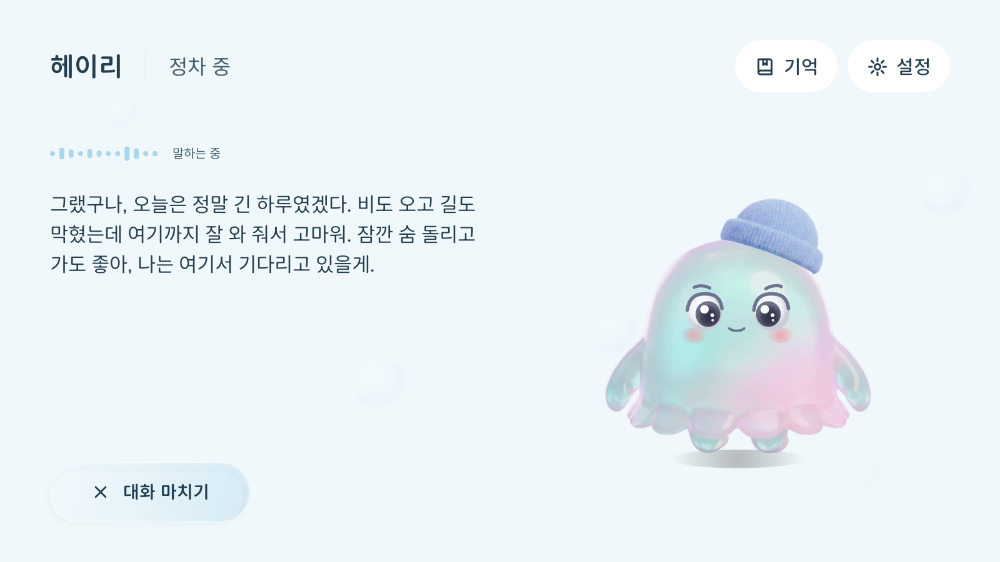 헤이리
정차 중
기억
설정
말하는 중
그랬구나, 오늘은 정말 긴 하루였겠다. 비도 오고 길도
막혔는데 여기까지 잘 와 줘서 고마워. 잠깐 숨 돌리고
가도 좋아, 나는 여기서 기다리고 있을게.
대화 마치기